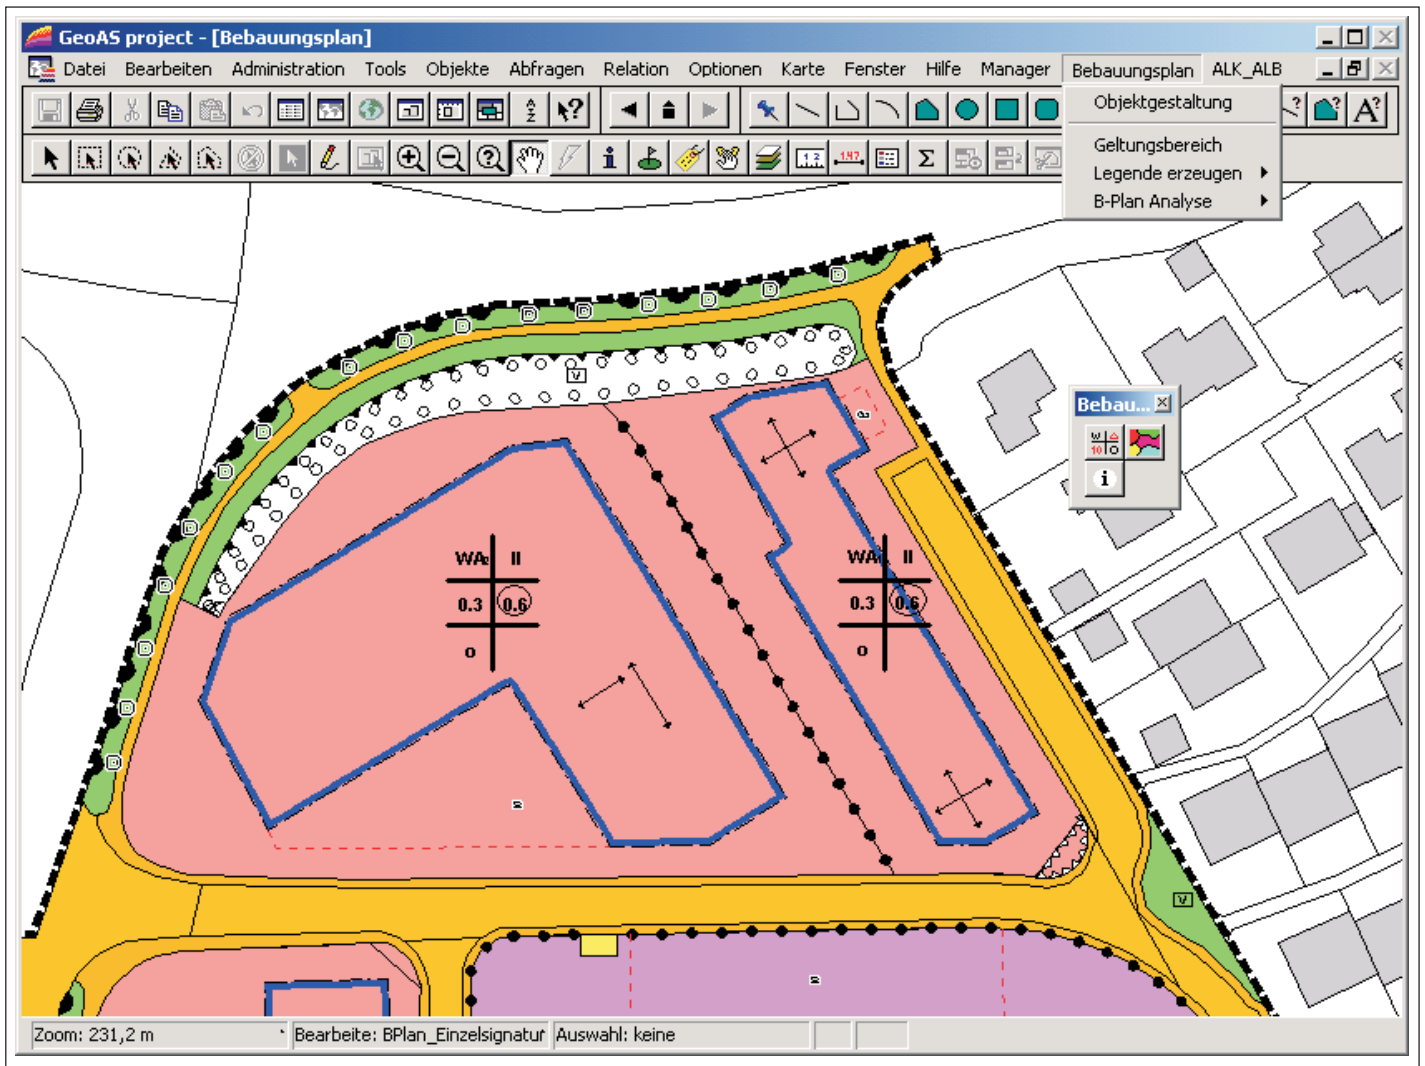 GeoAS project - [Bebauungsplan]
Datei Bearbeiten Administration Tools Objekte Abfragen Relation Optionen Karte Fenster Hilfe Manager Bebauungsplan ALK_ALB
Objektgestaltung
Geltungsbereich
Legende erzeugen
B-Plan Analyse
Bebau...
W
10 O
i
WA2 II
0.3 0.6
o
WA II
0.3 0.6
o
V
V
Zoom: 231,2 m
Bearbeite: BPlan_Einzelsignatur
Auswahl: keine